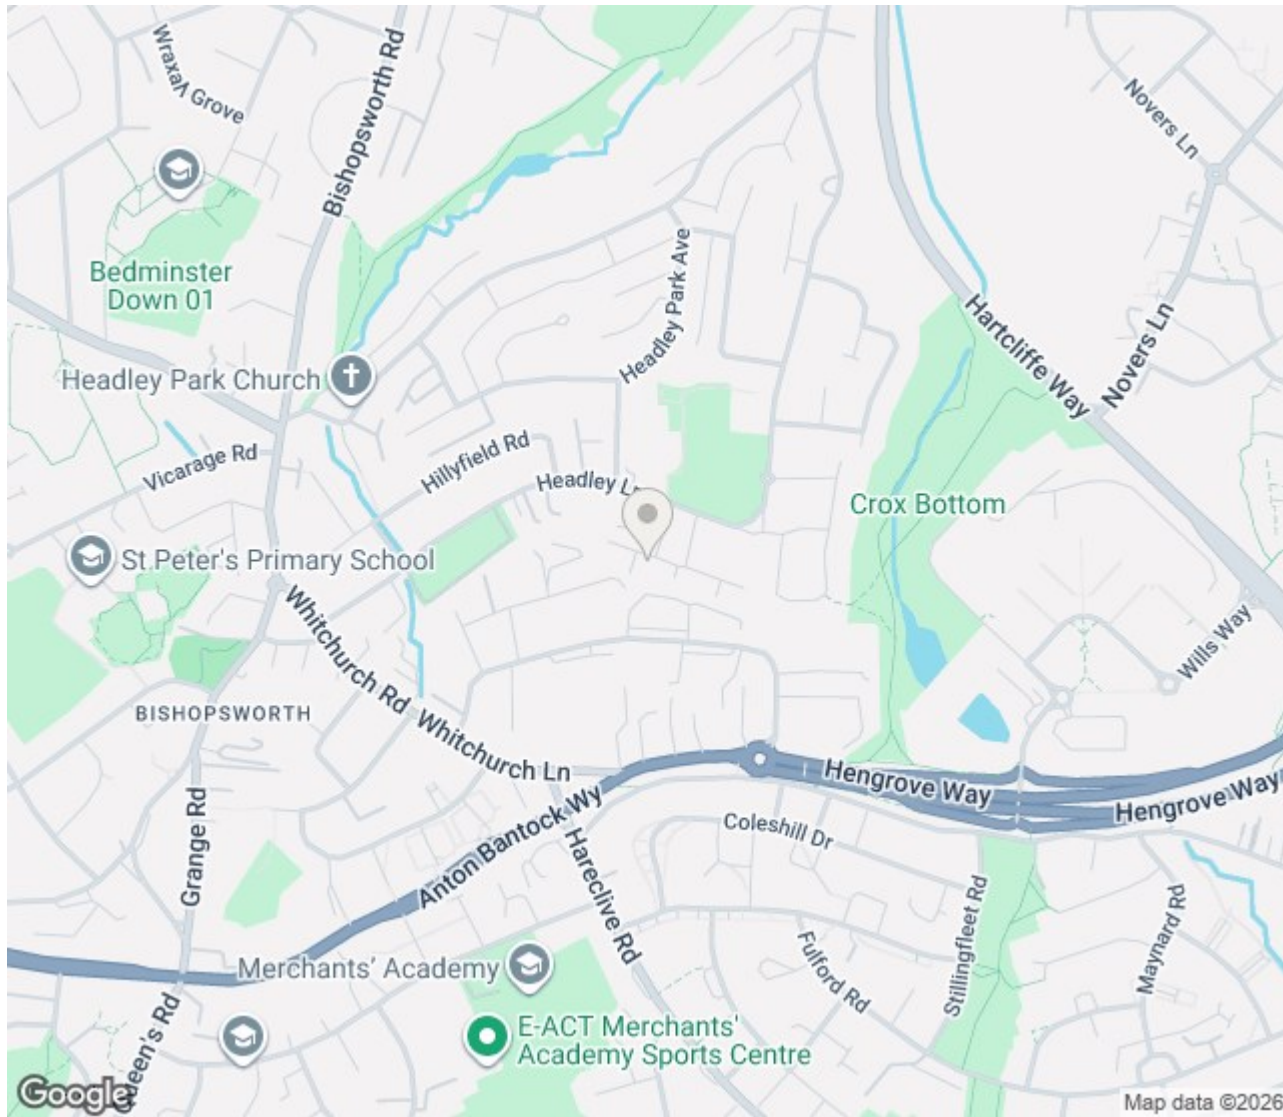 Wraxall Grove
Bishopsworth Rd
Novers Ln
Bedminster
Down 01
Headley Park Ave
Hartcliffe Way
Novers Ln
Headley Park Church
Vicarage Rd
Hillyfield Rd
Headley Ln
Crox Bottom
St Peter's Primary School
Whitchurch Rd
Wills Way
BISHOPSWORTH
Whitchurch Ln
Hengrove Way
Hengrove Way
Anton Bantock Wy
Coleshill Dr
Grange Rd
Hareclive Rd
Stillingfleet Rd
Maynard Rd
Fulford Rd
Merchants' Academy
Queen's Rd
E-ACT Merchants'
Academy Sports Centre
Google
Map data ©2026